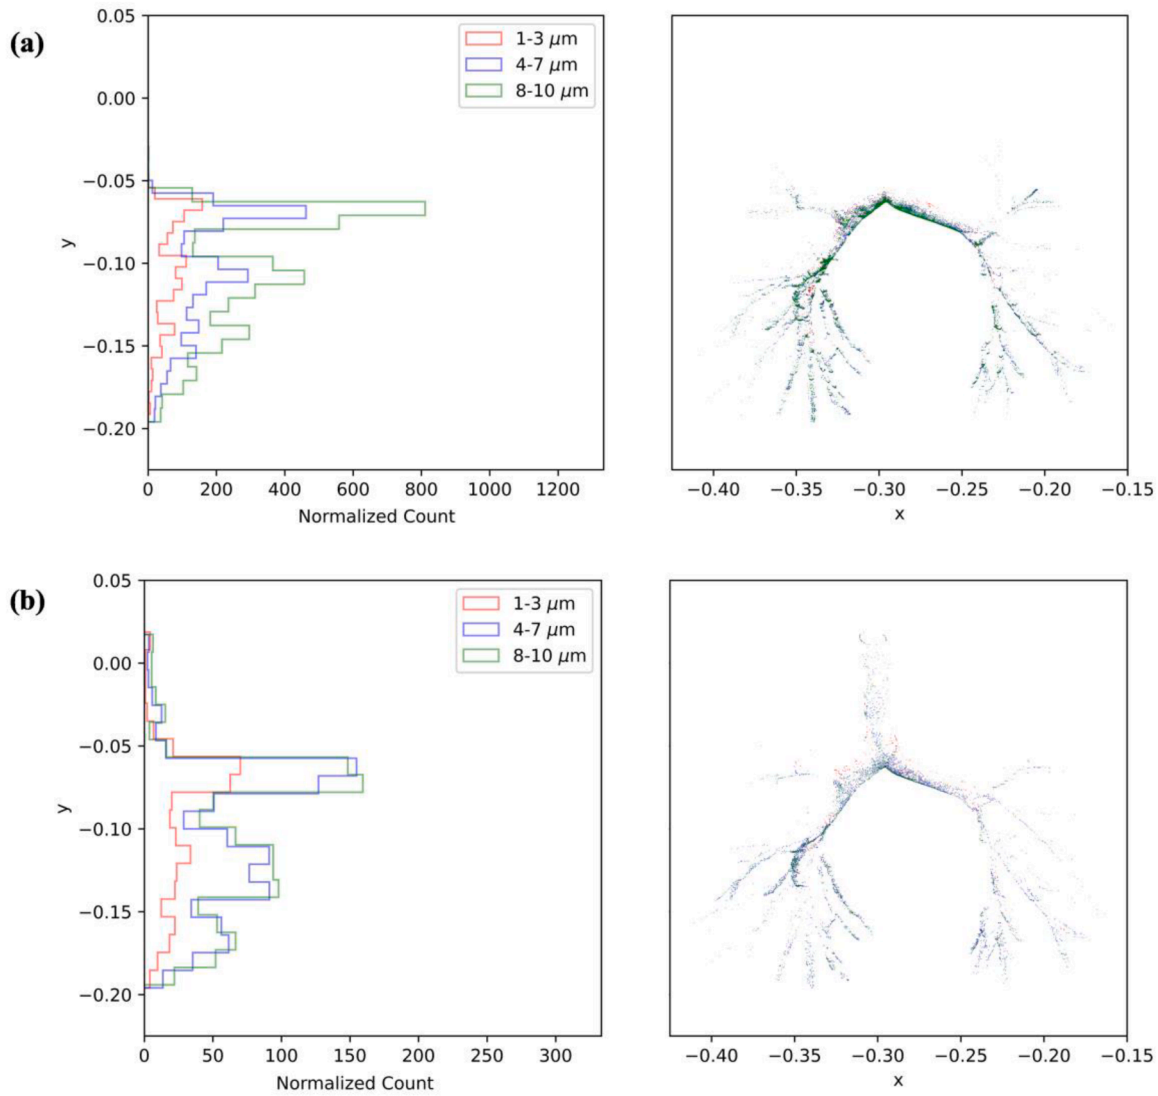 (a)
0.05
0.00
−0.05
−0.10
−0.15
−0.20
y
1-3 μm
4-7 μm
8-10 μm
0 200 400 600 800 1000 1200
Normalized Count
−0.40 −0.35 −0.30 −0.25 −0.20 −0.15
x
(b)
0.05
0.00
−0.05
−0.10
−0.15
−0.20
y
1-3 μm
4-7 μm
8-10 μm
0 50 100 150 200 250 300
Normalized Count
−0.40 −0.35 −0.30 −0.25 −0.20 −0.15
x